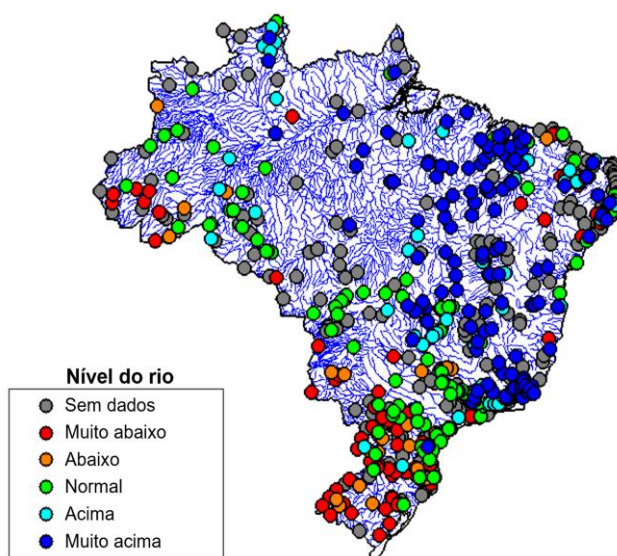 Nível do rio
Sem dados
Muito abaixo
Abaixo
Normal
Acima
Muito acima